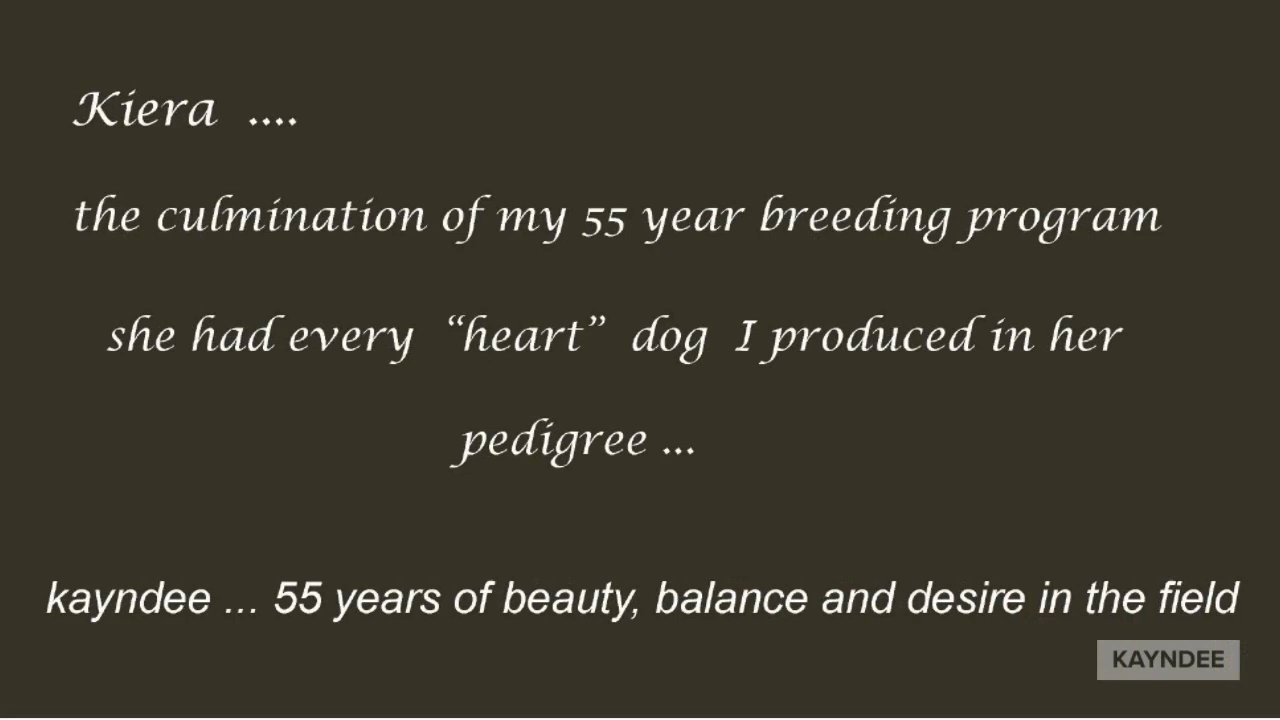 Kiera ....
the culmination of my 55 year breeding program
she had every “heart” dog I produced in her
pedigree ...
kayndee ... 55 years of beauty, balance and desire in the field
KAYNDEE